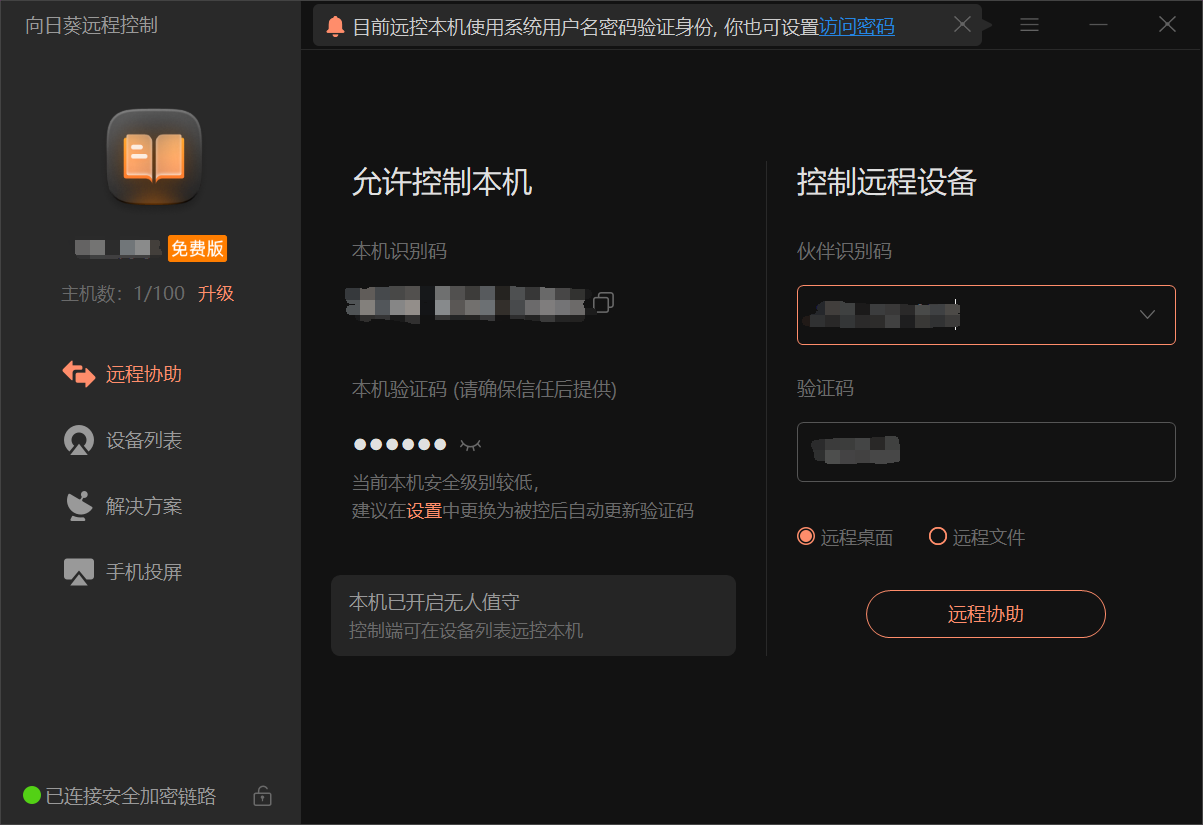 向日葵远程控制
目前远控本机使用系统用户名密码验证身份, 你也可设置访问密码
免费版
主机数: 1/100 升级
远程协助
设备列表
解决方案
手机投屏
已连接安全加密链路
允许控制本机
本机识别码
本机验证码 (请确保信任后提供)
●●●●●●
当前本机安全级别较低,
建议在设置中更换为被控后自动更新验证码
本机已开启无人值守
控制端可在设备列表远控本机
控制远程设备
伙伴识别码
验证码
远程桌面 远程文件
远程协助